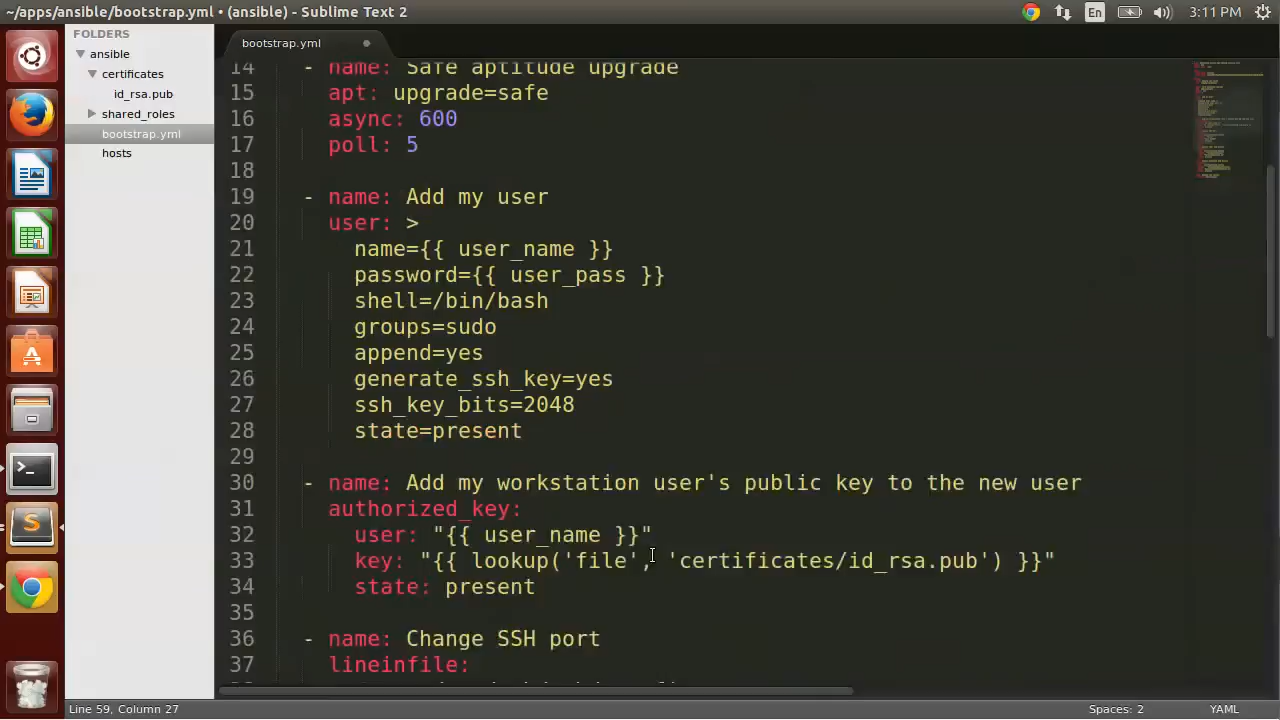 ~/apps/ansible/bootstrap.yml • (ansible) - Sublime Text 2
En
3:11 PM
FOLDERS
ansible
certificates
id_rsa.pub
shared_roles
bootstrap.yml
hosts
bootstrap.yml
14 - name: Safe aptitude upgrade
15 apt: upgrade=safe
16 async: 600
17 poll: 5
18
19 - name: Add my user
20 user: >
21 name={{ user_name }}
22 password={{ user_pass }}
23 shell=/bin/bash
24 groups=sudo
25 append=yes
26 generate_ssh_key=yes
27 ssh_key_bits=2048
28 state=present
29
30 - name: Add my workstation user's public key to the new user
31 authorized_key:
32 user: "{{ user_name }}"
33 key: "{{ lookup('file', 'certificates/id_rsa.pub') }}"
34 state: present
35
36 - name: Change SSH port
37 lineinfile:
Line 59, Column 27
Spaces: 2
YAML